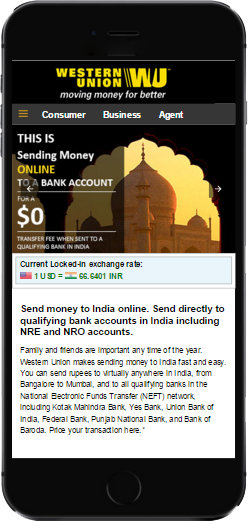 WESTERN
UNION WU
moving money for better
Consumer Business Agent
THIS IS
Sending Money
ONLINE
TO A BANK ACCOUNT
FOR A
$0
TRANSFER FEE WHEN SENT TO A
QUALIFYING BANK IN INDIA
Current Locked-in exchange rate:
1 USD = 66.6401 INR
Send money to India online. Send directly to
qualifying bank accounts in India including
NRE and NRO accounts.
Family and friends are important any time of the year.
Western Union makes sending money to India fast and easy.
You can send rupees to virtually anywhere in India, from
Bangalore to Mumbai, and to all qualifying banks in the
National Electronic Funds Transfer (NEFT) network,
including Kotak Mahindra Bank, Yes Bank, Union Bank of
India, Federal Bank, Punjab National Bank, and Bank of
Baroda. Price your transaction here.*